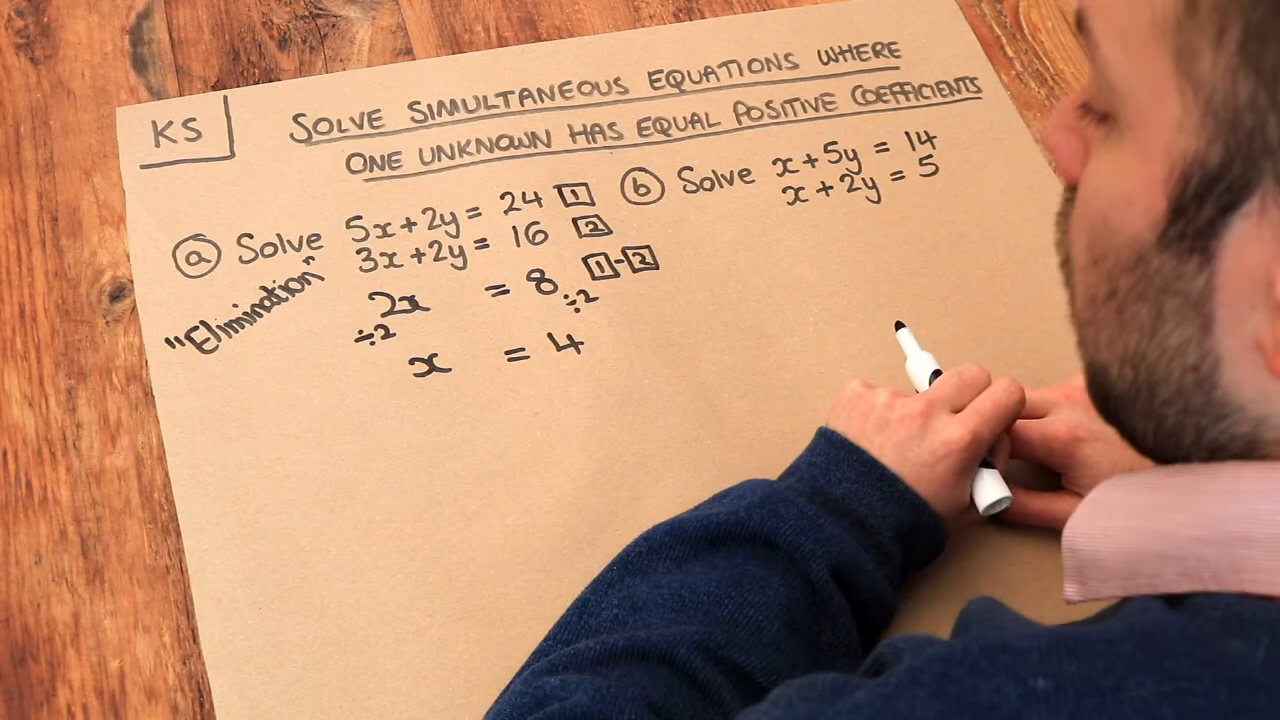 KS
SOLVE SIMULTANEOUS EQUATIONS WHERE
ONE UNKNOWN HAS EQUAL POSITIVE COEFFICIENTS
a Solve 5x+2y = 24 1
3x+2y = 16 2
"Elimination"
2x = 8 1-2
÷2 ÷2
x = 4
b Solve x+5y = 14
x+2y = 5